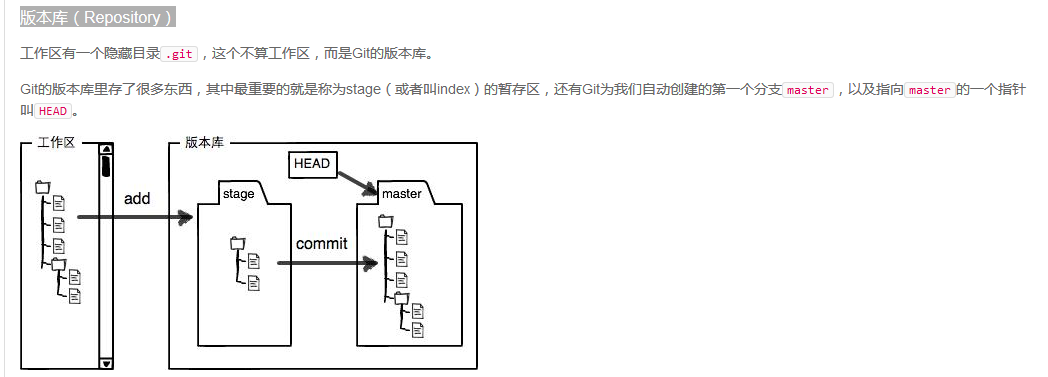 版本库（Repository）
工作区有一个隐藏目录.git，这个不算工作区，而是Git的版本库。
Git的版本库里存了很多东西，其中最重要的就是称为stage（或者叫index）的暂存区，还有Git为我们自动创建的第一个分支master，以及指向master的一个指针
叫HEAD。
工作区
版本库
HEAD
stage
master
add
commit